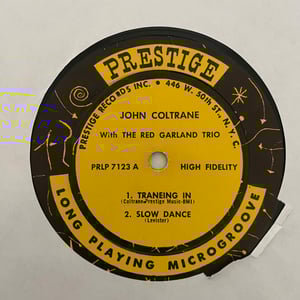 PRESTIGE
PRESTIGE RECORDS INC. • 446 W. 50th ST., N.Y.C.
JOHN COLTRANE
With THE RED GARLAND TRIO
PRLP 7123 A HIGH FIDELITY
1. TRANEING IN
(Coltrane-Prestige Music-BMI)
2. SLOW DANCE
(Levister)
LONG PLAYING MICROGROOVE